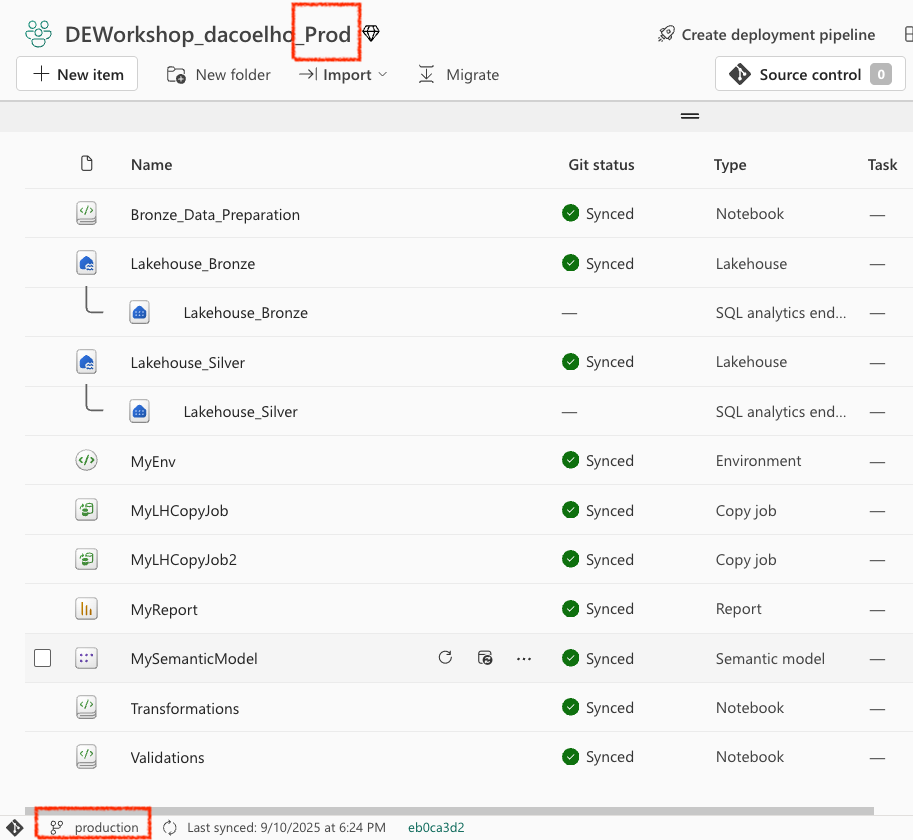 DEWorkshop_dacoelho_Prod Create deployment pipeline
New item New folder Import Migrate Source control 0
Name Git status Type Task
Bronze_Data_Preparation Synced Notebook —
Lakehouse_Bronze Synced Lakehouse —
Lakehouse_Bronze — SQL analytics end... —
Lakehouse_Silver Synced Lakehouse —
Lakehouse_Silver — SQL analytics end... —
MyEnv Synced Environment —
MyLHCopyJob Synced Copy job —
MyLHCopyJob2 Synced Copy job —
MyReport Synced Report —
MySemanticModel ... Synced Semantic model —
Transformations Synced Notebook —
Validations Synced Notebook —
production Last synced: 9/10/2025 at 6:24 PM eb0ca3d2